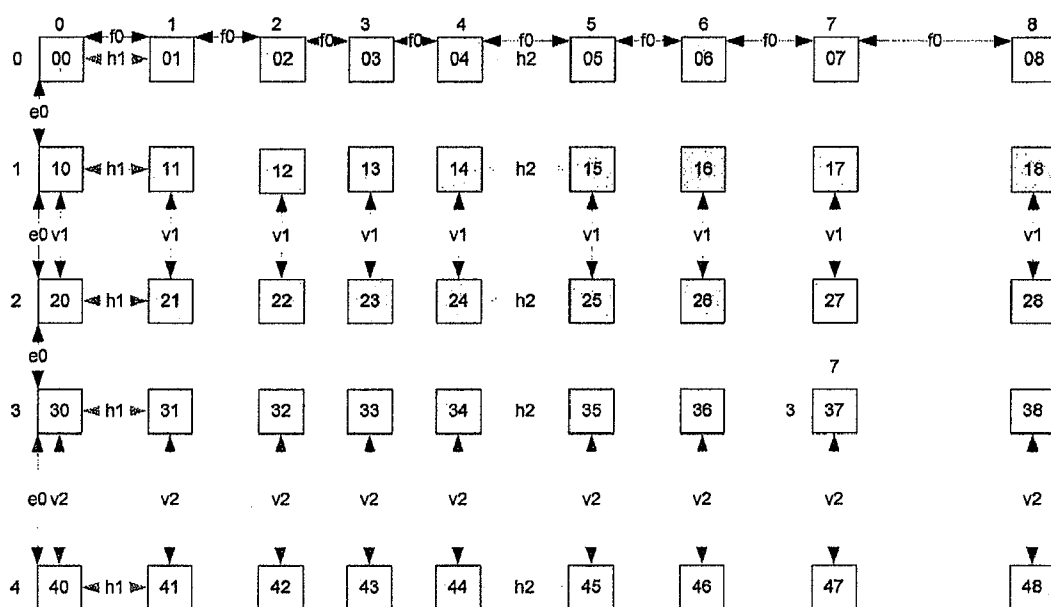 0 1 2 3 4 5 6 7 8
f0 f0 f0 f0 f0 f0 f0 f0
0 00 h1 01 02 03 04 h2 05 06 07 08
e0
1 10 h1 11 12 13 14 h2 15 16 17 18
e0 v1 v1 v1 v1 v1 v1 v1 v1 v1
2 20 h1 21 22 23 24 h2 25 26 27 28
e0
7
3 30 h1 31 32 33 34 h2 35 36 3 37 38
e0 v2 v2 v2 v2 v2 v2 v2 v2 v2
4 40 h1 41 42 43 44 h2 45 46 47 48